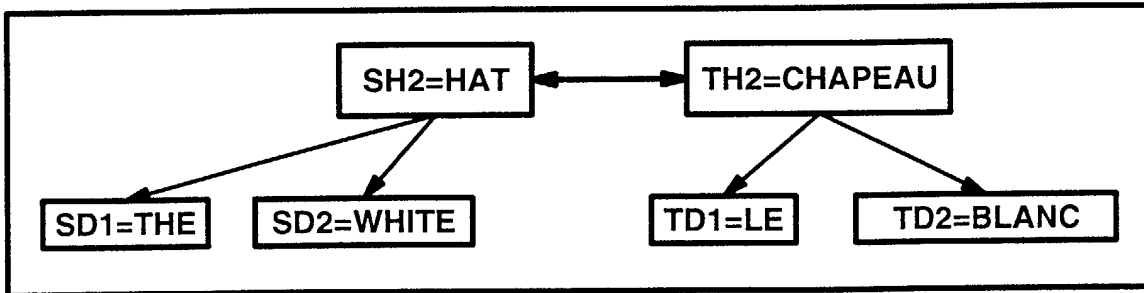 SH2=HAT TH2=CHAPEAU
SD1=THE SD2=WHITE TD1=LE TD2=BLANC